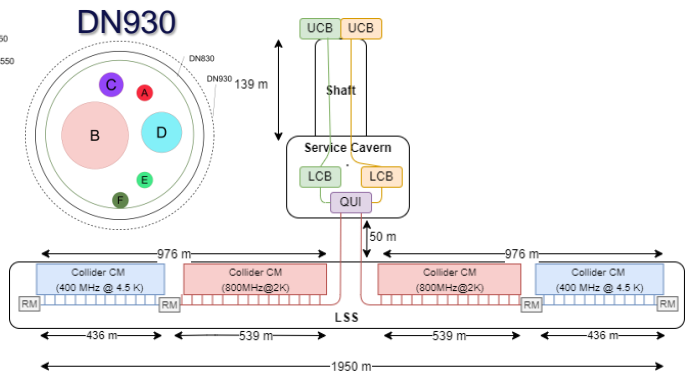 DN930
50
550
DN830
DN930
C
A
B
D
E
F
UCB UCB
139 m
Shaft
Service Cavern
LCB LCB
QUI
50 m
976 m 976 m
Collider CM
(400 MHz @ 4.5 K)
Collider CM
(800MHz@2K)
Collider CM
(800MHz@2K)
Collider CM
(400 MHz @ 4.5 K)
RM RM RM RM
LSS
436 m 539 m 539 m 436 m
1950 m